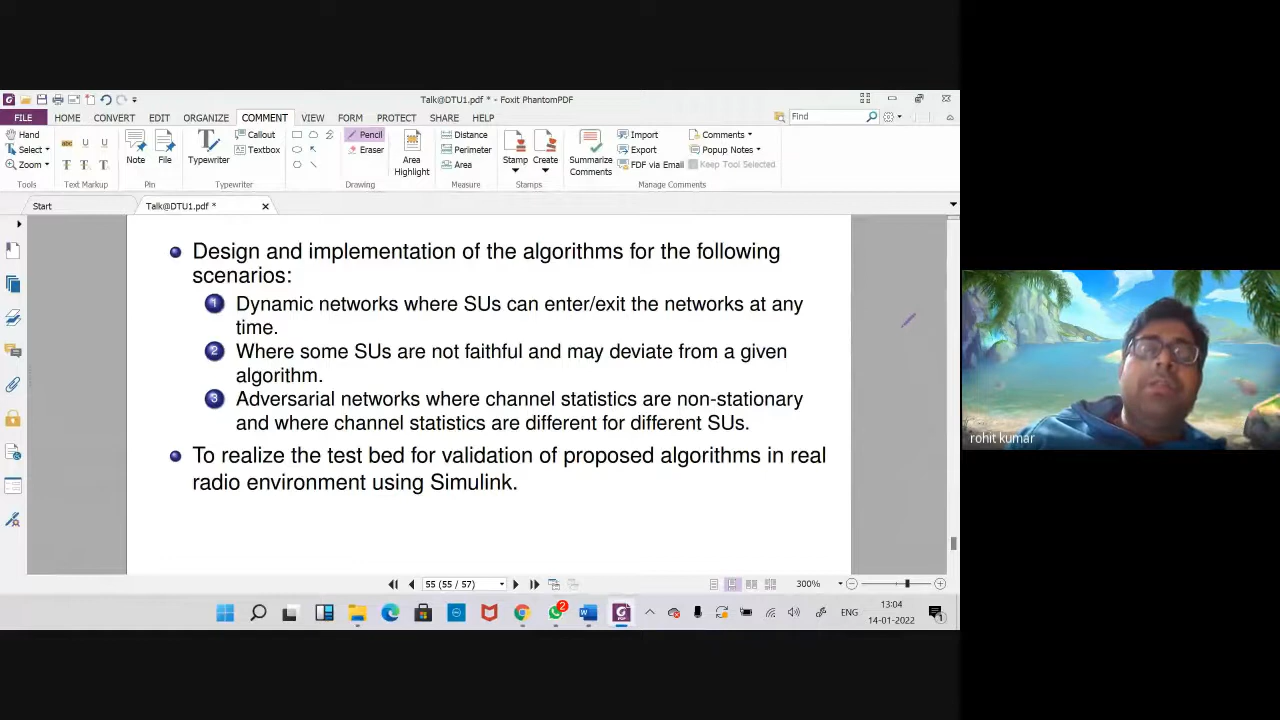 Talk@DTU1.pdf * - Foxit PhantomPDF
FILE HOME CONVERT EDIT ORGANIZE COMMENT VIEW FORM PROTECT SHARE HELP Find
Hand
Select
Zoom
Tools
Text Markup
Note
File
Pin
Typewriter
Callout
Textbox
Typewriter
Pencil
Eraser
Drawing
Area
Highlight
Distance
Perimeter
Area
Measure
Stamp
Create
Stamps
Summarize
Comments
Import
Export
FDF via Email
Comments
Popup Notes
Keep Tool Selected
Manage Comments
Start
Talk@DTU1.pdf *
Design and implementation of the algorithms for the following
scenarios:
1 Dynamic networks where SUs can enter/exit the networks at any
time.
2 Where some SUs are not faithful and may deviate from a given
algorithm.
3 Adversarial networks where channel statistics are non-stationary
and where channel statistics are different for different SUs.
To realize the test bed for validation of proposed algorithms in real
radio environment using Simulink.
rohit kumar
55 (55 / 57)
300%
2
ENG
13:04
14-01-2022
1